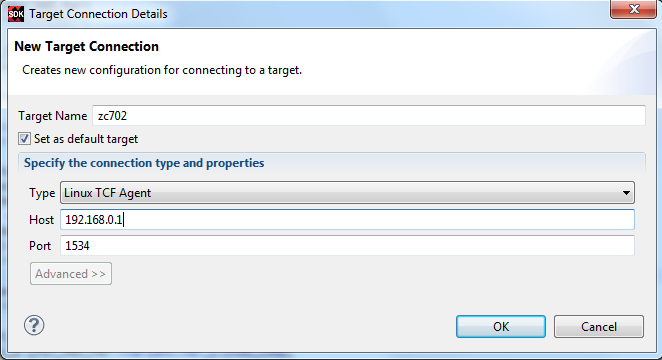 SDK Target Connection Details
New Target Connection
Creates new configuration for connecting to a target.
Target Name zc702
Set as default target
Specify the connection type and properties
Type Linux TCF Agent
Host 192.168.0.1
Port 1534
Advanced >>
?
OK Cancel